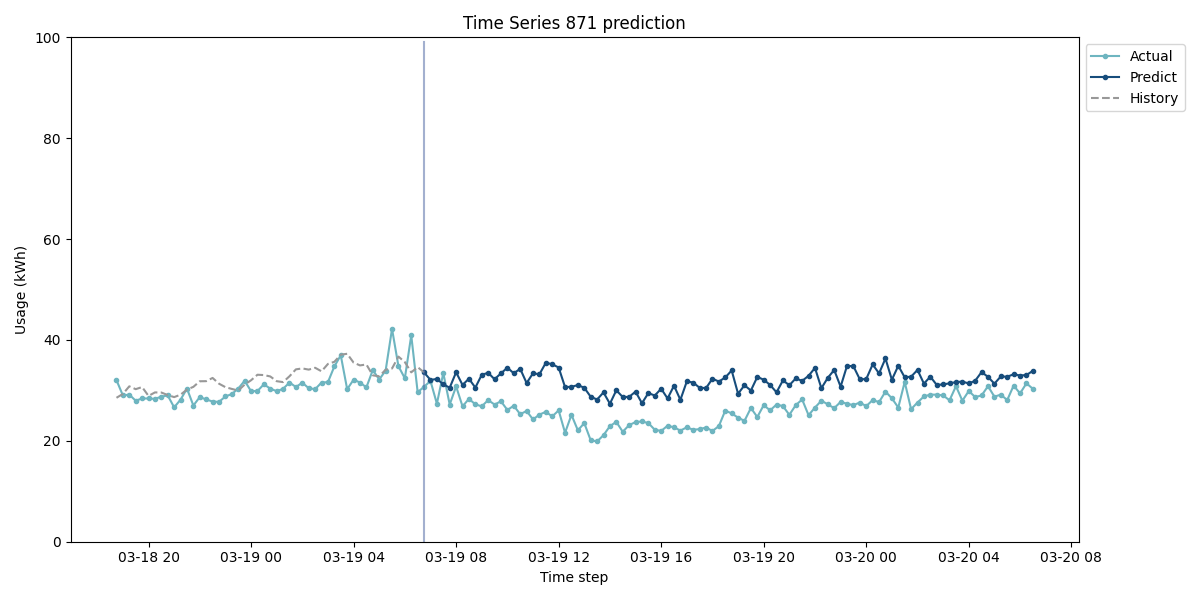 Time Series 871 prediction
Usage (kWh)
100
80
60
40
20
0
03-18 20
03-19 00
03-19 04
03-19 08
03-19 12
03-19 16
03-19 20
03-20 00
03-20 04
03-20 08
Time step
Actual
Predict
History